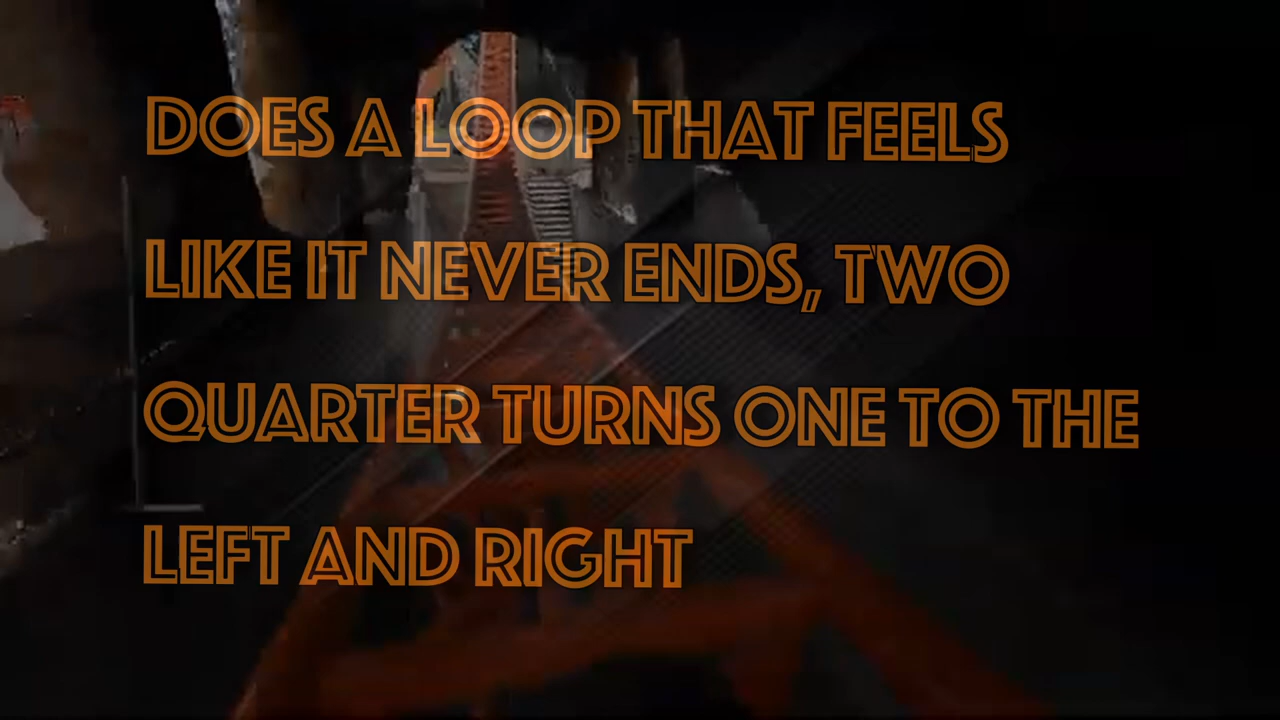 DOES A LOOP THAT FEELS
LIKE IT NEVER ENDS, TWO
QUARTER TURNS ONE TO THE
LEFT AND RIGHT